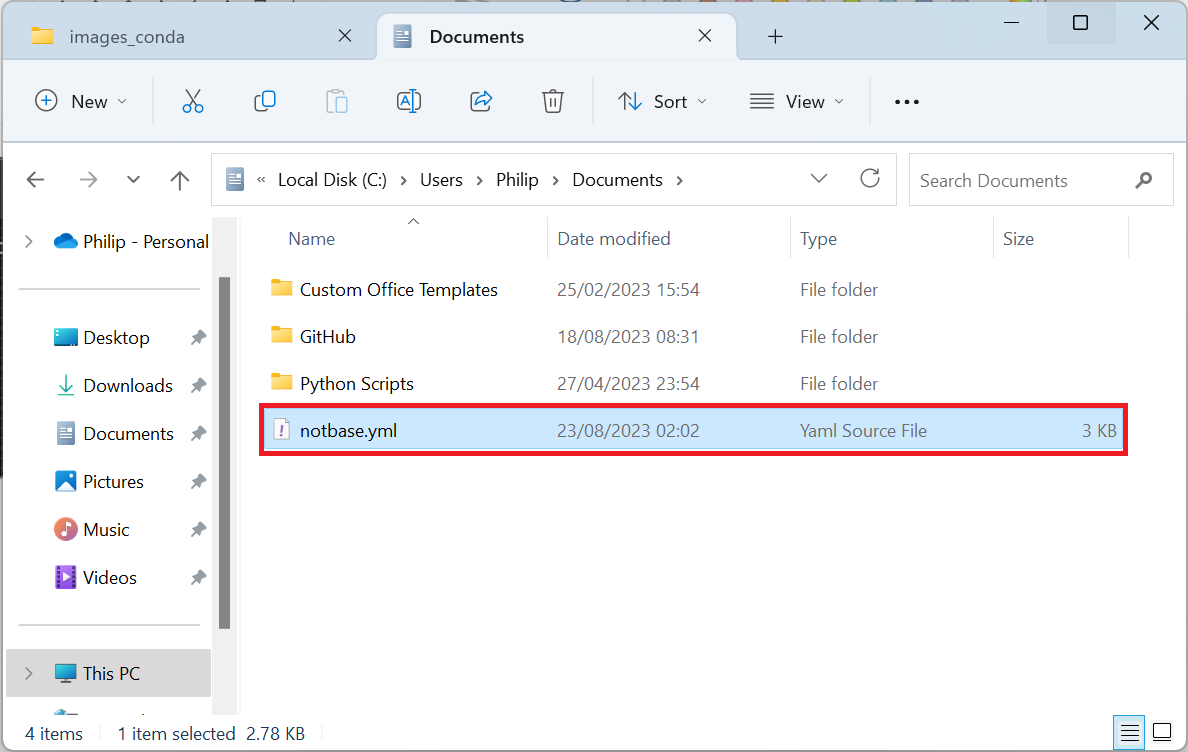 images_conda
Documents
New
Sort
View
« Local Disk (C:) › Users › Philip › Documents ›
Search Documents
Philip - Personal
Desktop
Downloads
Documents
Pictures
Music
Videos
This PC
Name Date modified Type Size
Custom Office Templates 25/02/2023 15:54 File folder
GitHub 18/08/2023 08:31 File folder
Python Scripts 27/04/2023 23:54 File folder
notbase.yml 23/08/2023 02:02 Yaml Source File 3 KB
4 items 1 item selected 2.78 KB